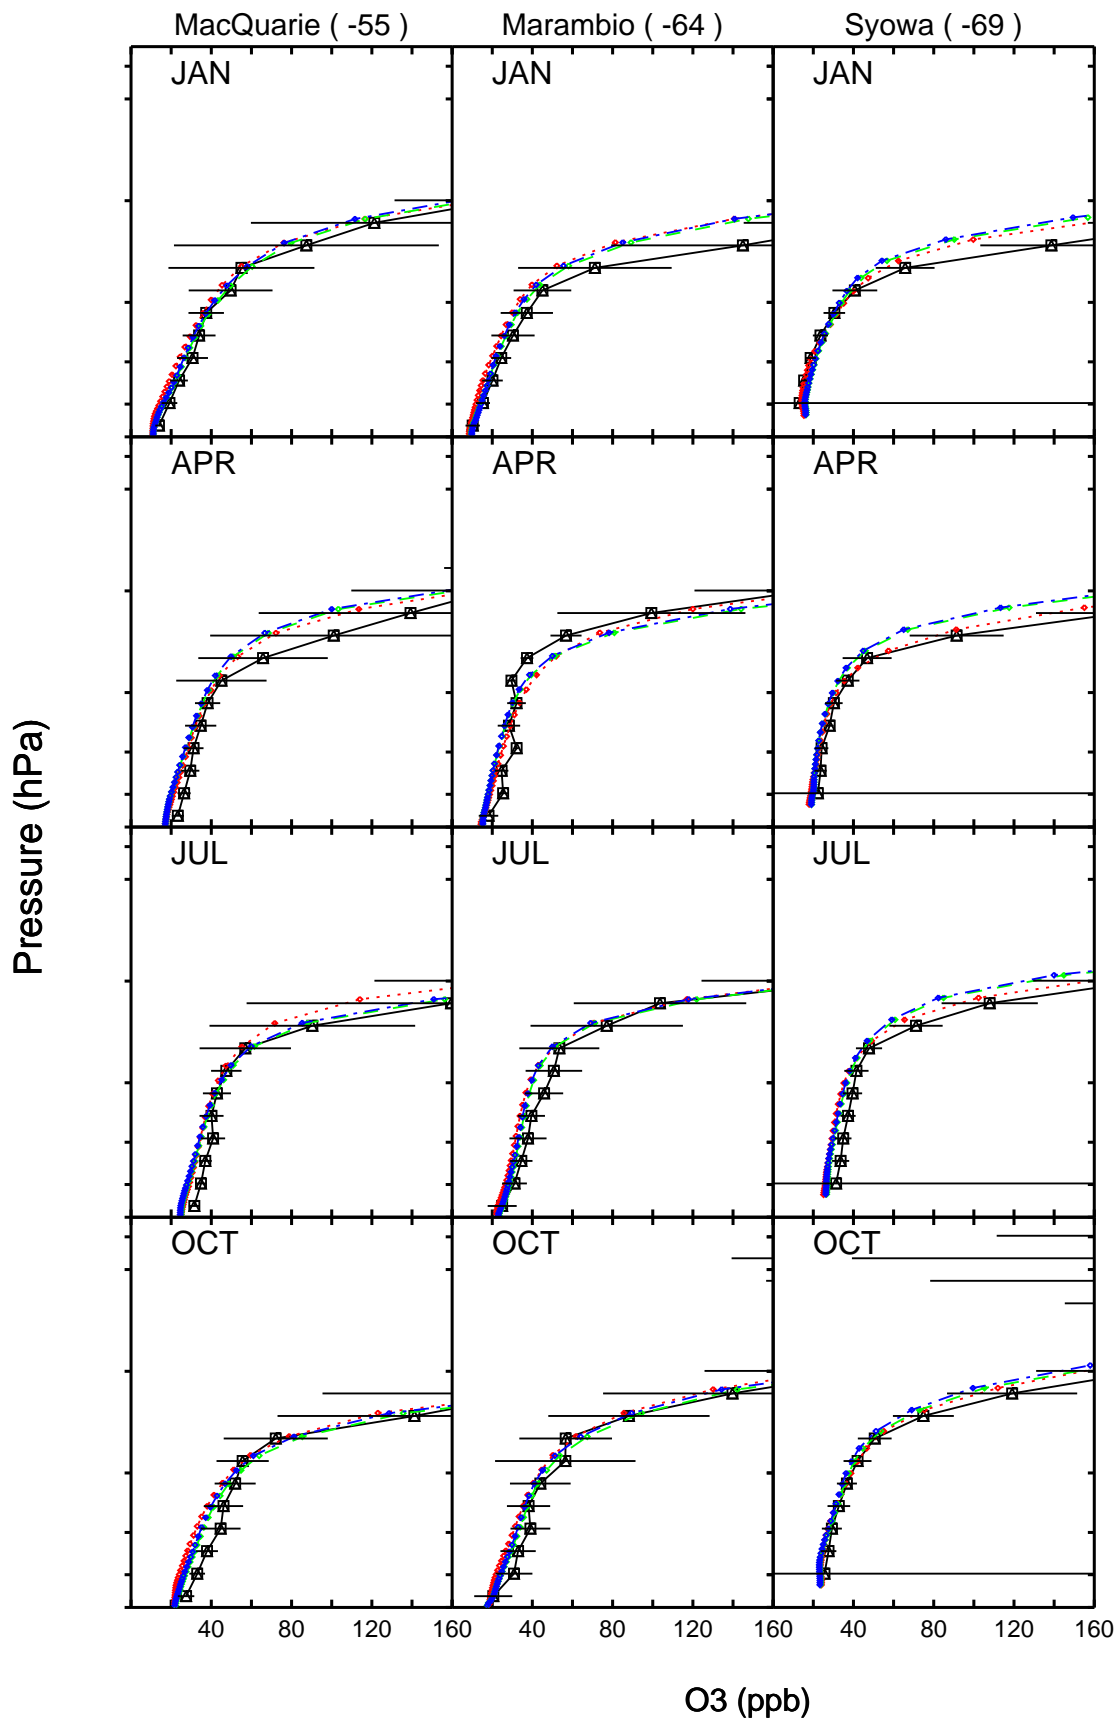 MacQuarie ( -55 ) Marambio ( -64 ) Syowa ( -69 )
JAN JAN JAN
APR APR APR
JUL JUL JUL
OCT OCT OCT
Pressure (hPa)
40 80 120 160 40 80 120 160 40 80 120 160
O3 (ppb)